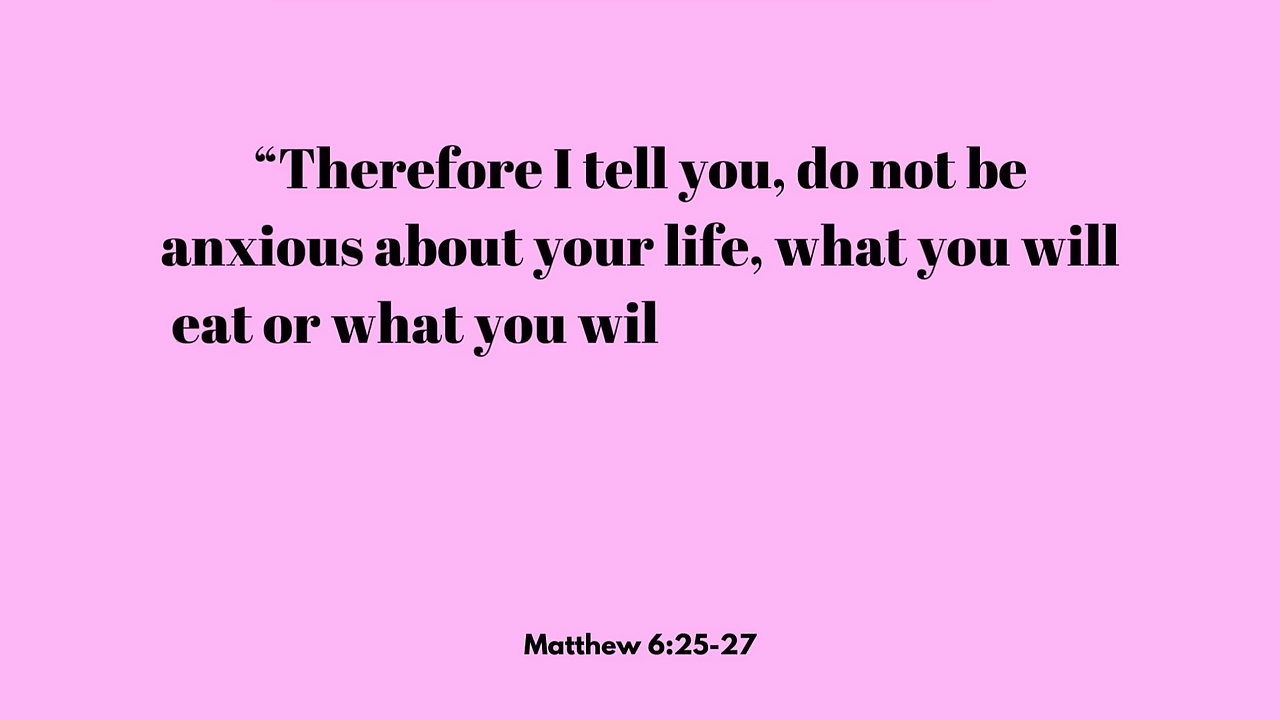 “Therefore I tell you, do not be
anxious about your life, what you will
eat or what you wil
Matthew 6:25-27